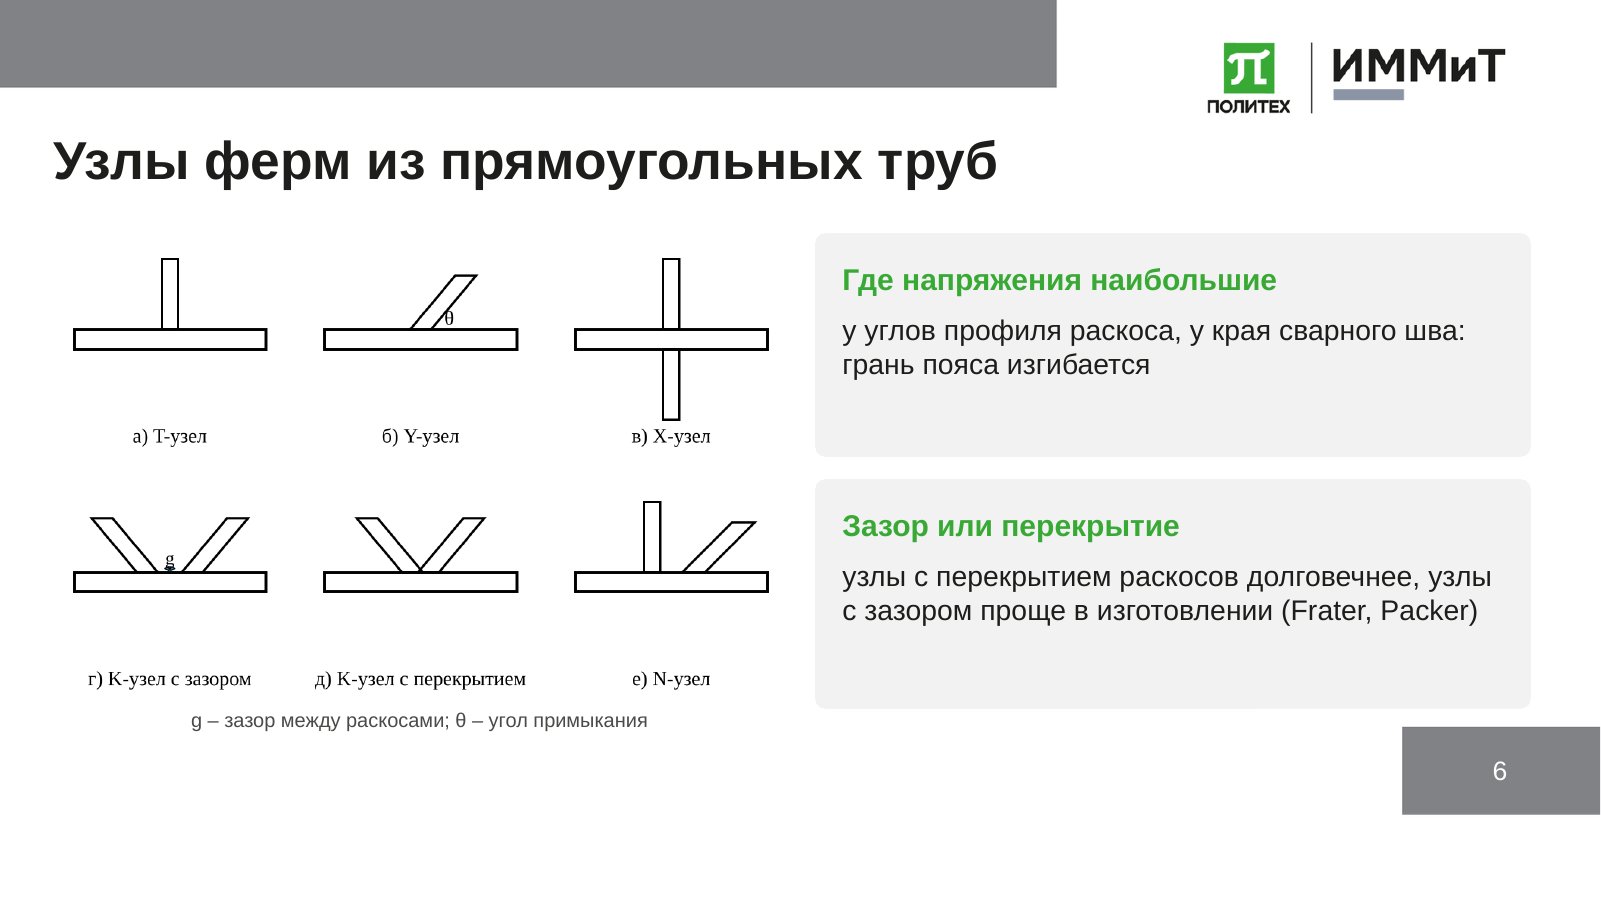 ПОЛИТЕХ
ИММиТ
Узлы ферм из прямоугольных труб
θ
а) T-узел
б) Y-узел
в) X-узел
g
г) K-узел с зазором
д) K-узел с перекрытием
е) N-узел
g – зазор между раскосами; θ – угол примыкания
Где напряжения наибольшие
у углов профиля раскоса, у края сварного шва:
грань пояса изгибается
Зазор или перекрытие
узлы с перекрытием раскосов долговечнее, узлы
с зазором проще в изготовлении (Frater, Packer)
6